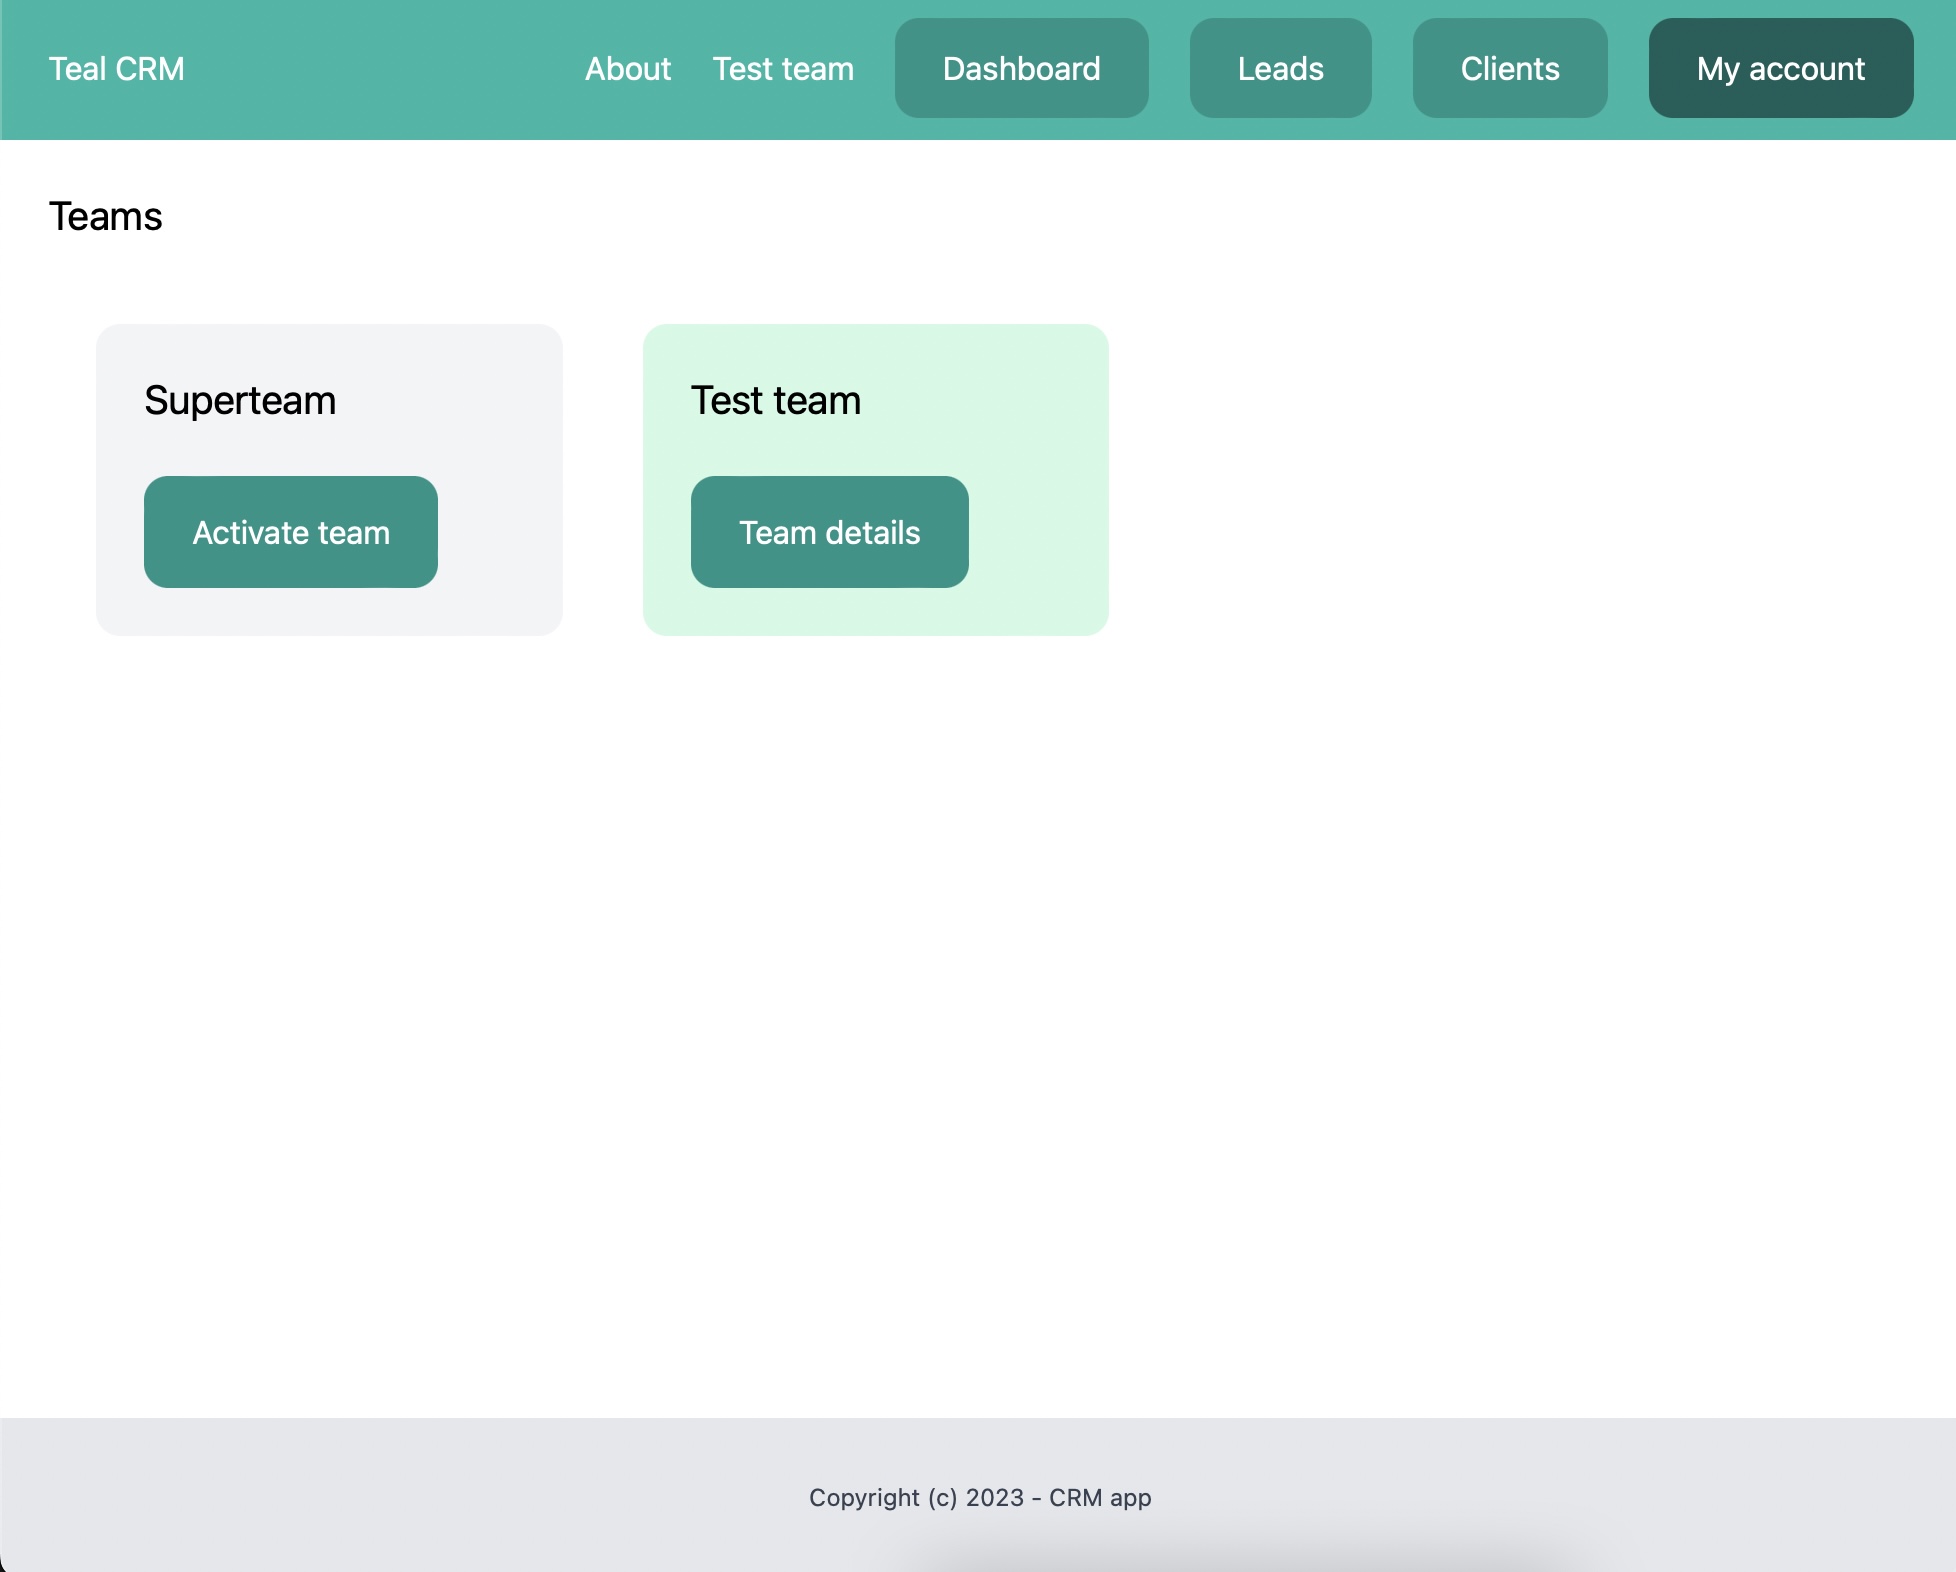 Teal CRM
About
Test team
Dashboard
Leads
Clients
My account
Teams
Superteam
Activate team
Test team
Team details
Copyright (c) 2023 - CRM app